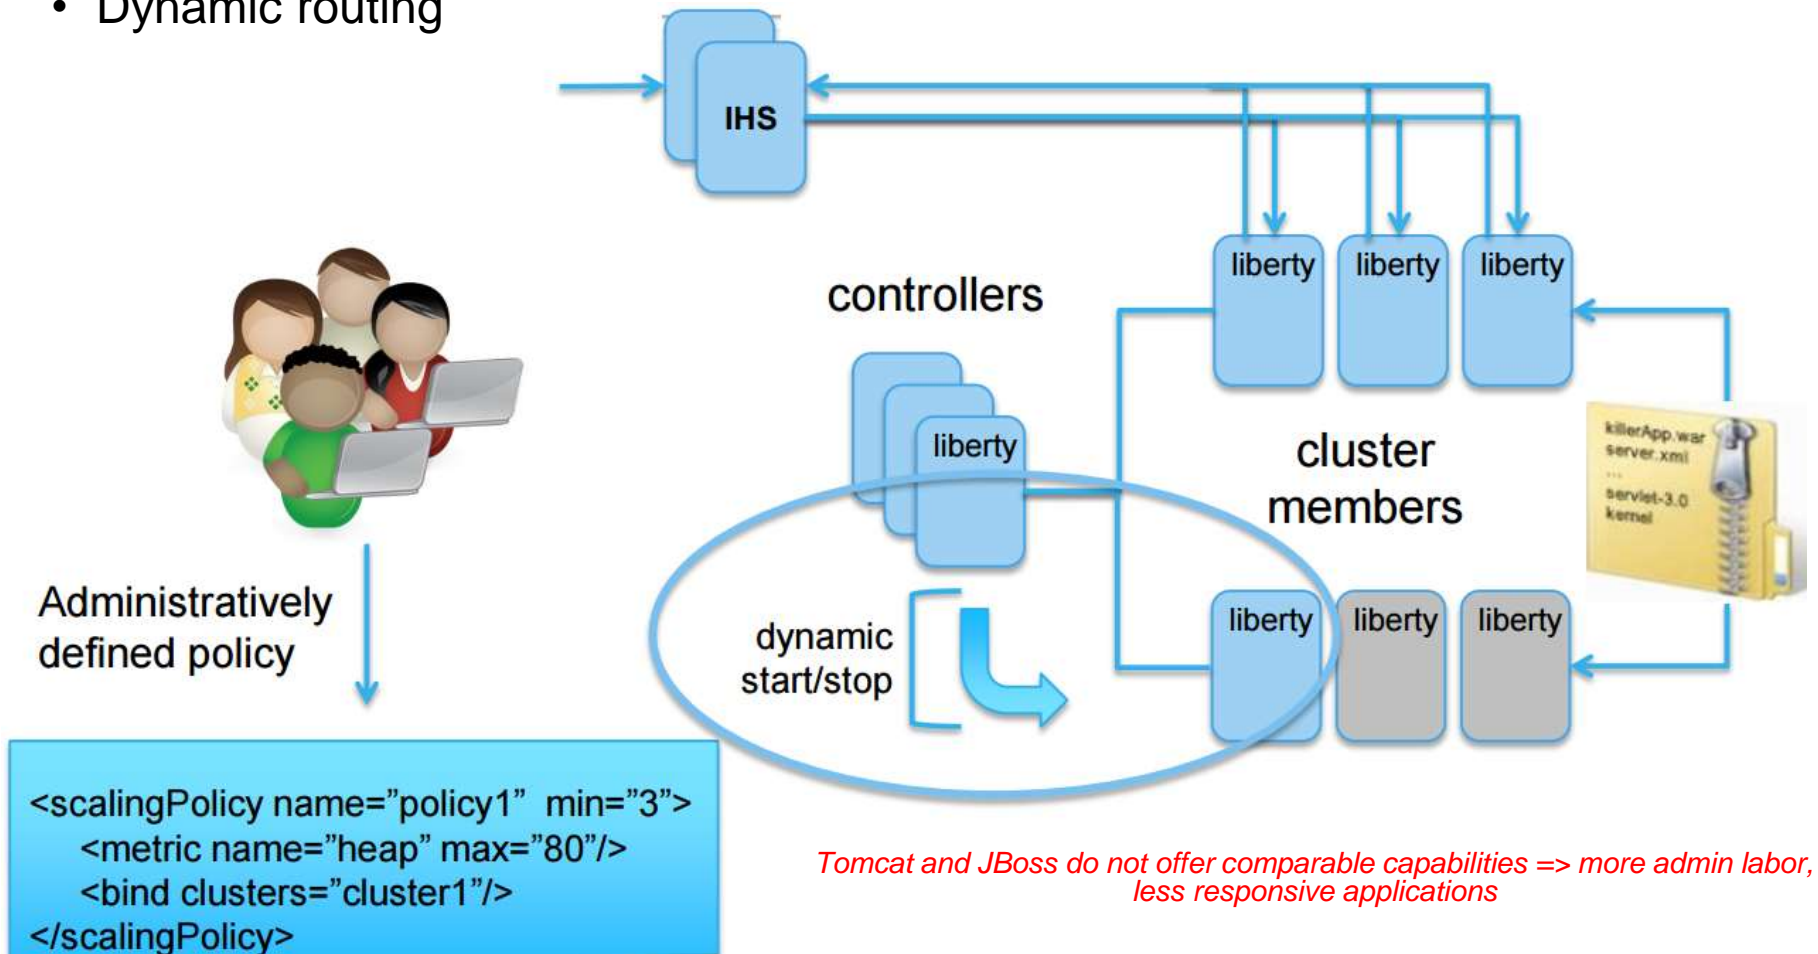 • Dynamic routing
IHS
liberty
liberty
liberty
controllers
liberty
cluster
members
killerApp.war
server.xml
...
servlet-3.0
kernel
Administratively
defined policy
dynamic
start/stop
liberty
liberty
liberty
<scalingPolicy name=”policy1” min=”3”>
<metric name=”heap” max=”80”/>
<bind clusters=”cluster1”/>
</scalingPolicy>
Tomcat and JBoss do not offer comparable capabilities => more admin labor,
less responsive applications